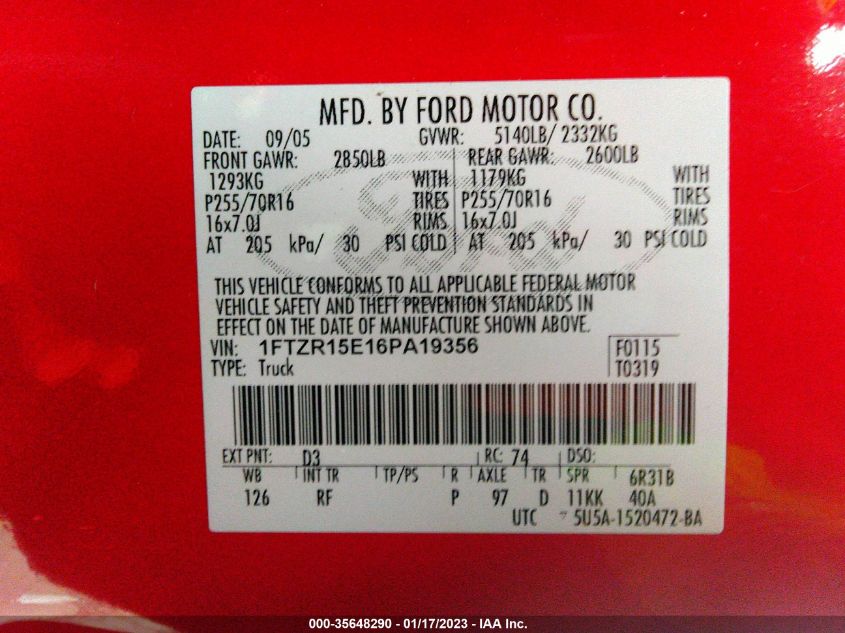 MFD. BY FORD MOTOR CO.
DATE: 09/05 GVWR: 5140LB/ 2332KG
FRONT GAWR: 2850LB REAR GAWR: 2600LB
1293KG WITH 1179KG WITH
P255/70R16 TIRES P255/70R16 TIRES
16x7.0J RIMS 16x7.0J RIMS
AT 205 kPa/ 30 PSI COLD AT 205 kPa/ 30 PSI COLD
Ford
THIS VEHICLE CONFORMS TO ALL APPLICABLE FEDERAL MOTOR
VEHICLE SAFETY AND THEFT PREVENTION STANDARDS IN
EFFECT ON THE DATE OF MANUFACTURE SHOWN ABOVE.
VIN: 1FTZR15E16PA19356 F0115
TYPE: Truck T0319
EXT PNT: D3 RC: 74 DSO:
WB INT TR TP/PS R AXLE TR SPR 6R31B
126 RF P 97 D 11KK 40A
UTC 5U5A-1520472-BA
000-35648290 - 01/17/2023 - IAA Inc.